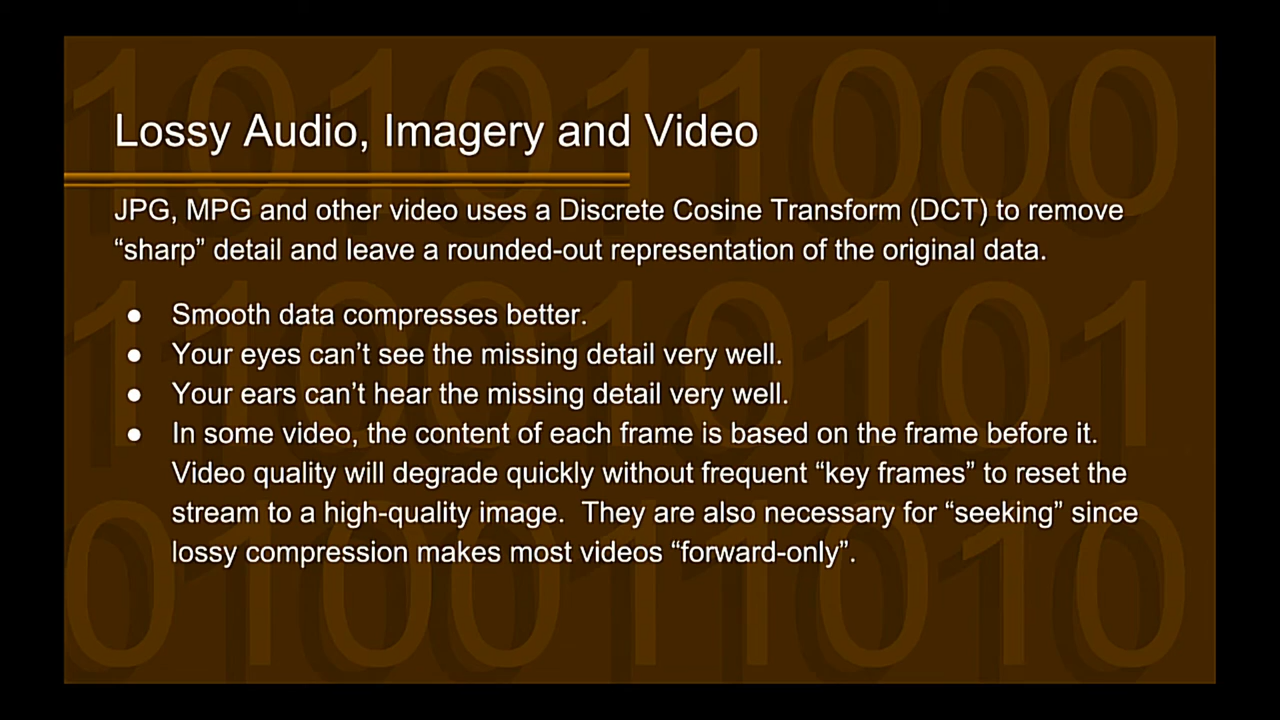 Lossy Audio, Imagery and Video
JPG, MPG and other video uses a Discrete Cosine Transform (DCT) to remove
“sharp” detail and leave a rounded-out representation of the original data.
● Smooth data compresses better.
● Your eyes can’t see the missing detail very well.
● Your ears can’t hear the missing detail very well.
● In some video, the content of each frame is based on the frame before it.
Video quality will degrade quickly without frequent “key frames” to reset the
stream to a high-quality image.  They are also necessary for “seeking” since
lossy compression makes most videos “forward-only”.
101011000
110010101
010011010